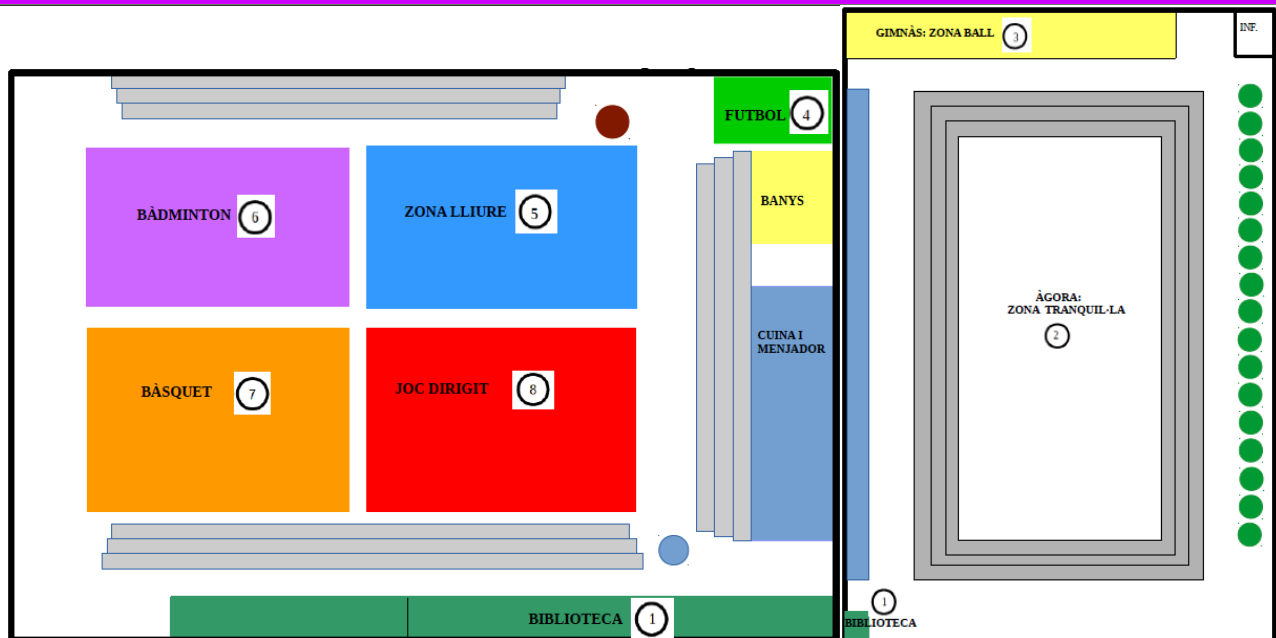 GIMNÀS: ZONA BALL 3
INF.
FUTBOL 4
BÀDMINTON 6
ZONA LLIURE 5
BANYS
ÀGORA:
ZONA TRANQUIL·LA
2
CUINA I
MENJADOR
BÀSQUET 7
JOC DIRIGIT 8
BIBLIOTECA 1
1
BIBLIOTECA